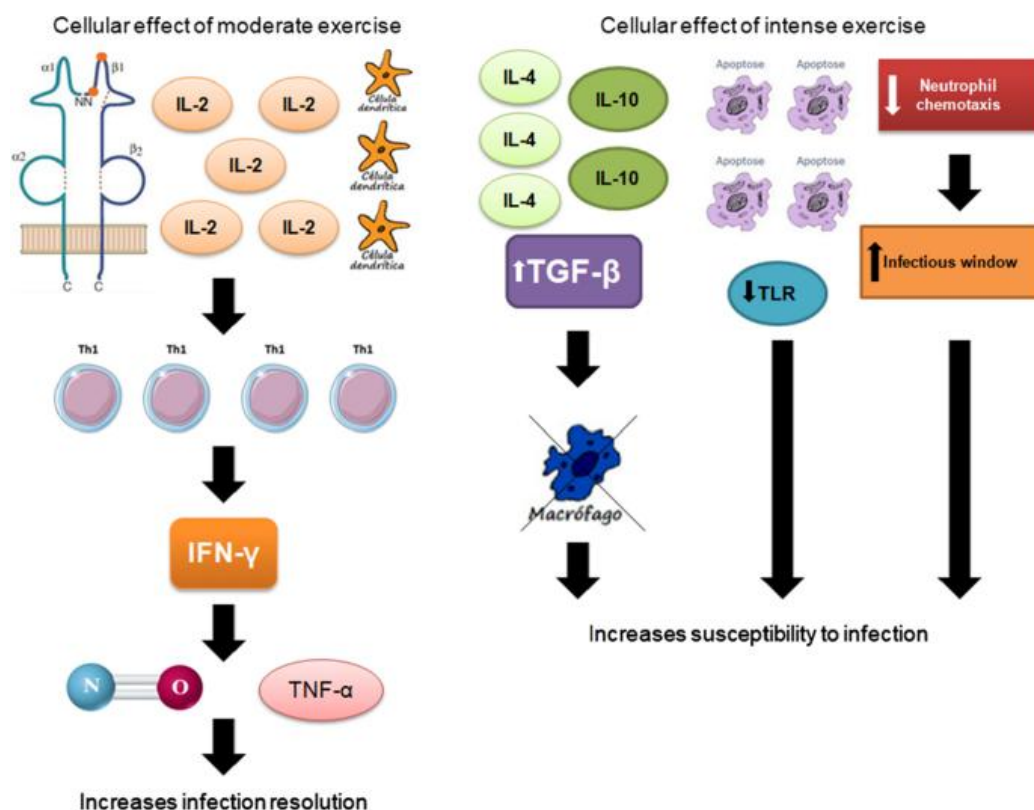 Cellular effect of moderate exercise
α1
β1
NN
α2
β2
C
C
IL-2
IL-2
IL-2
IL-2
IL-2
Célula
dendrítica
Célula
dendrítica
Célula
dendrítica
Th1
Th1
Th1
Th1
IFN-γ
N
O
TNF-α
Increases infection resolution
Cellular effect of intense exercise
IL-4
IL-4
IL-4
IL-10
IL-10
↑TGF-β
Macrófago
Apoptose
Apoptose
Apoptose
Apoptose
↓TLR
↓ Neutrophil
chemotaxis
↑ Infectious window
Increases susceptibility to infection